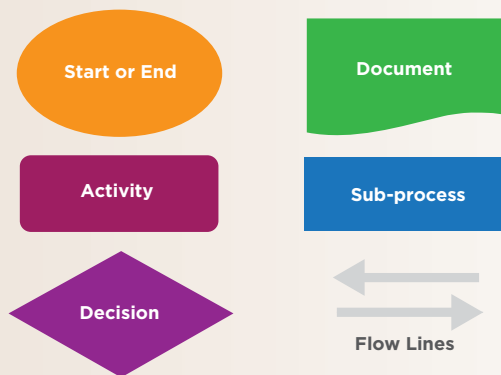 Start or End
Document
Activity
Sub-process
Decision
Flow Lines